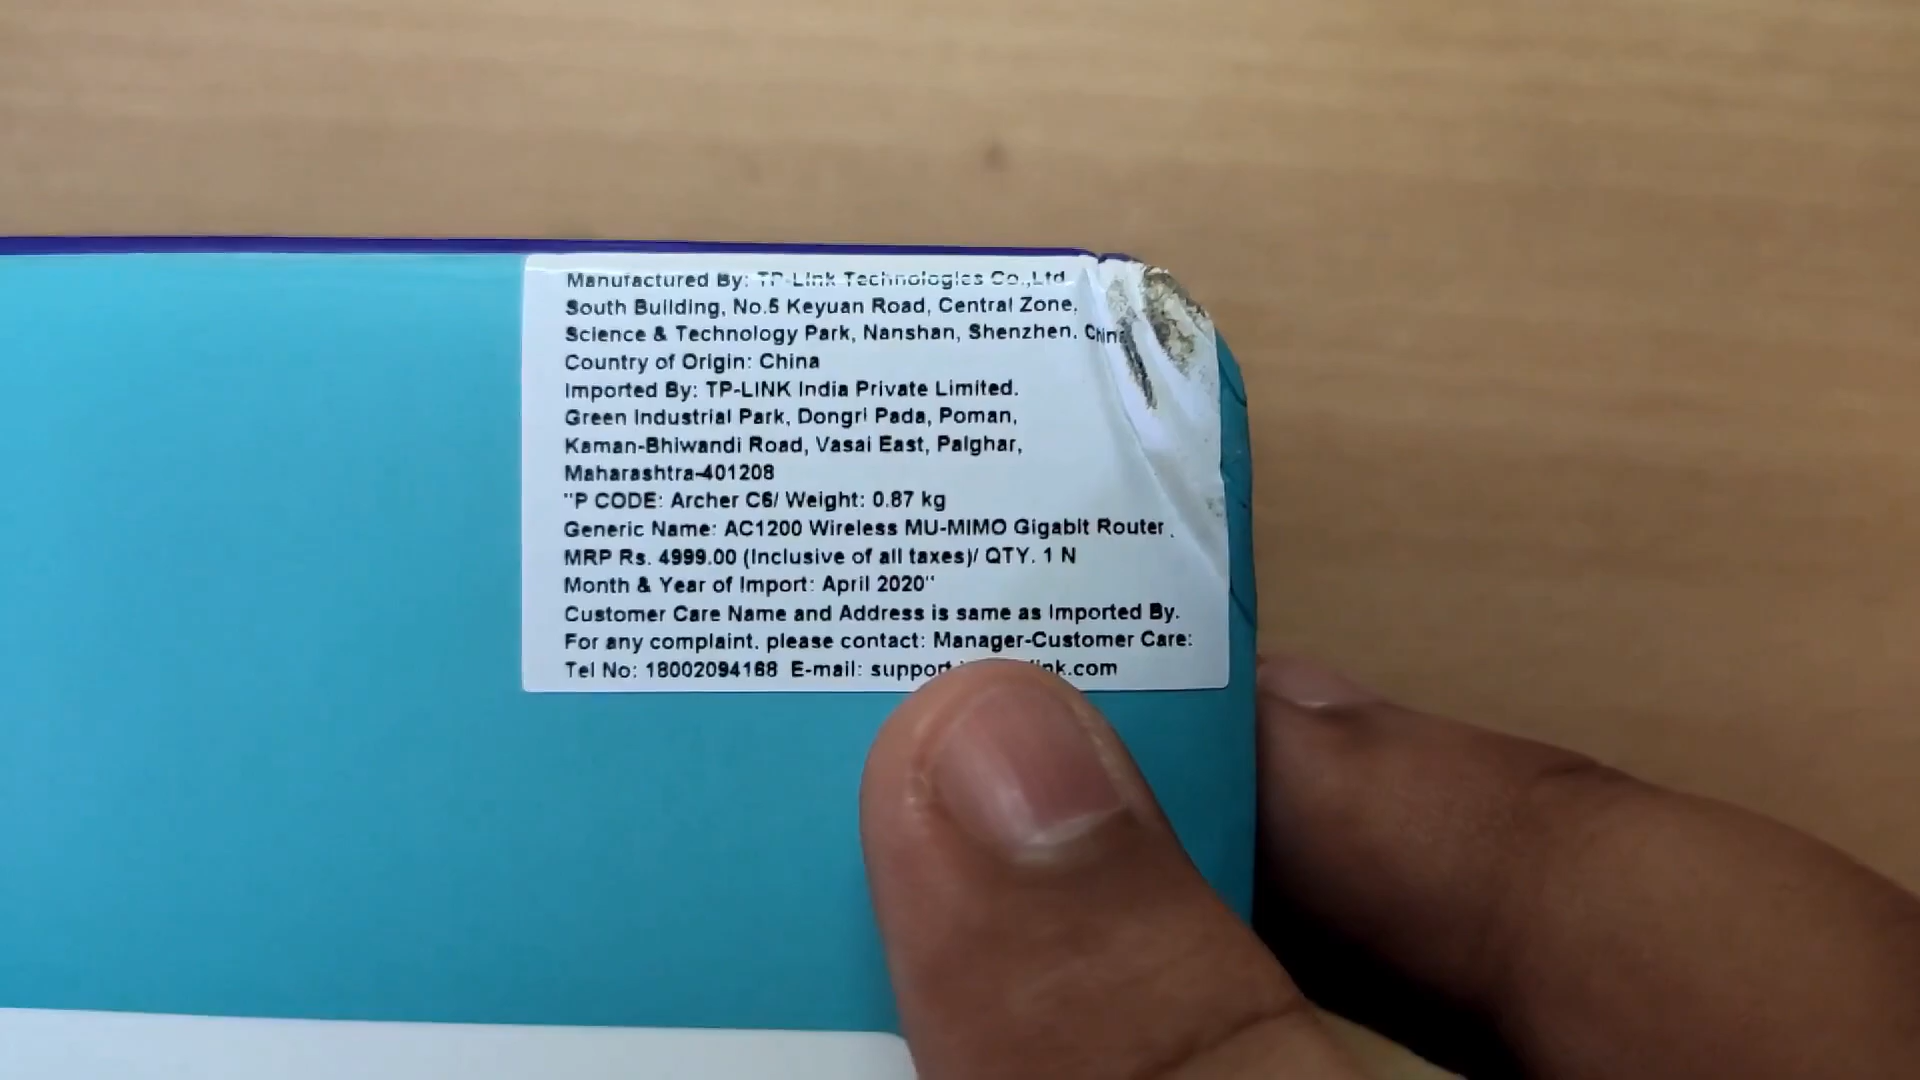 Manufactured By: TP-Link Technologies Co.,Ltd
South Building, No.5 Keyuan Road, Central Zone,
Science & Technology Park, Nanshan, Shenzhen, China
Country of Origin: China
Imported By: TP-LINK India Private Limited.
Green Industrial Park, Dongri Pada, Poman,
Kaman-Bhiwandi Road, Vasai East, Palghar,
Maharashtra-401208
"P CODE: Archer C6/ Weight: 0.87 kg
Generic Name: AC1200 Wireless MU-MIMO Gigabit Router.
MRP Rs. 4999.00 (Inclusive of all taxes)/ QTY. 1 N
Month & Year of Import: April 2020"
Customer Care Name and Address is same as Imported By.
For any complaint, please contact: Manager-Customer Care:
Tel No: 18002094168 E-mail: